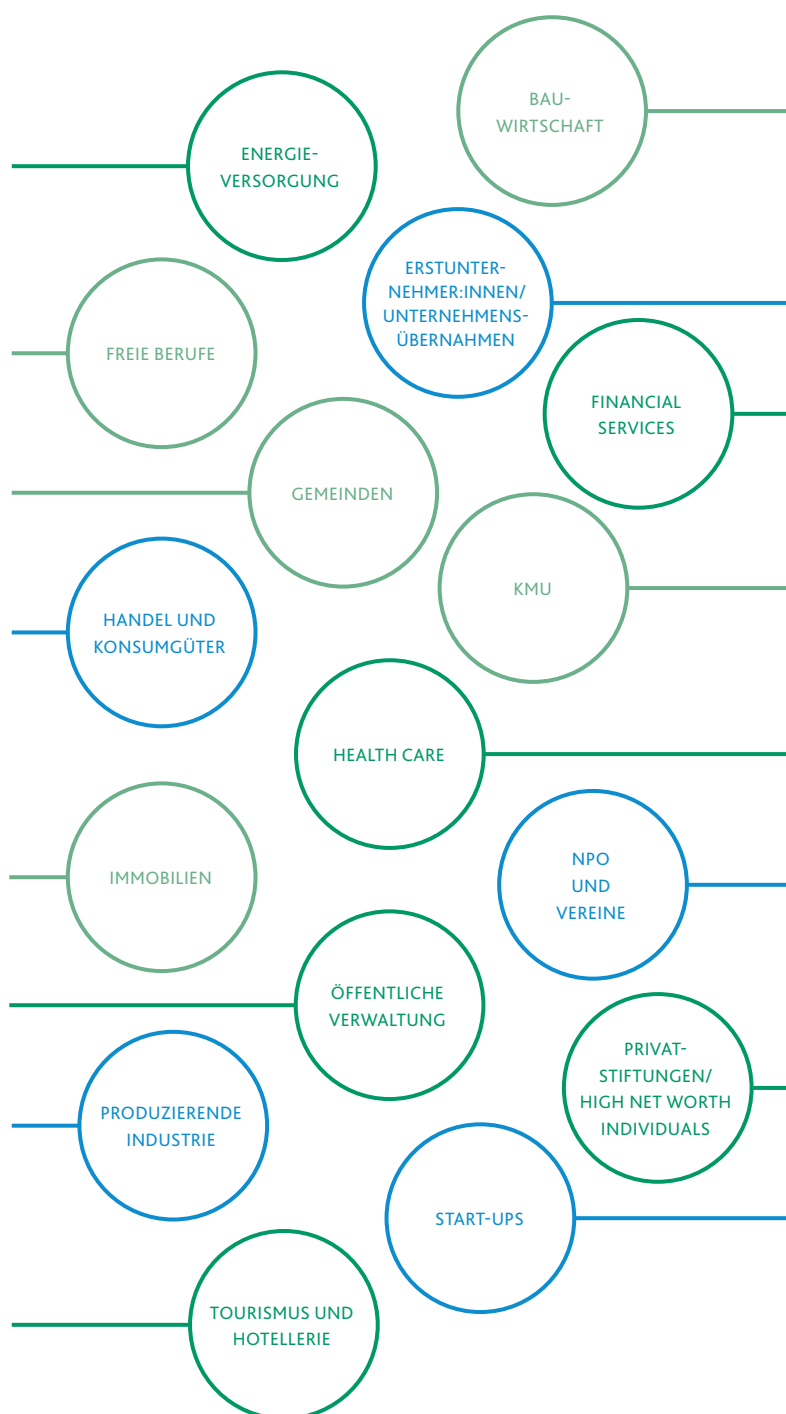 BAU-
WIRTSCHAFT
ENERGIE-
VERSORGUNG
ERSTUNTER-
NEHMER:INNEN/
UNTERNEHMENS-
ÜBERNAHMEN
FREIE BERUFE
FINANCIAL
SERVICES
GEMEINDEN
KMU
HANDEL UND
KONSUMGÜTER
HEALTH CARE
IMMOBILIEN
NPO
UND
VEREINE
ÖFFENTLICHE
VERWALTUNG
PRIVAT-
STIFTUNGEN/
HIGH NET WORTH
INDIVIDUALS
PRODUZIERENDE
INDUSTRIE
START-UPS
TOURISMUS UND
HOTELLERIE